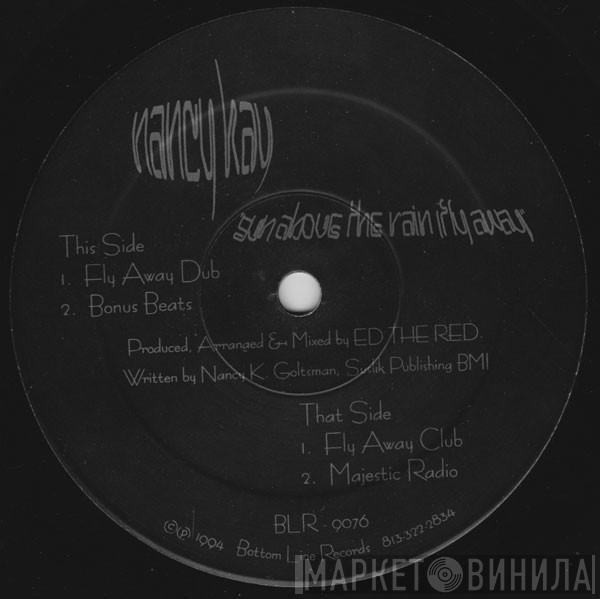 nancy kay
sun above the rain (fly away)
This Side
1. Fly Away Dub
2. Bonus Beats
Produced, Arranged & Mixed by ED THE RED.
Written by Nancy K. Goltsman, Publishing BMI
That Side
1. Fly Away Club
2. Majestic Radio
BLR - 9076
©℗ 1994 Bottom Line Records 813-322-2834
МАРКЕТ ВИНИЛА